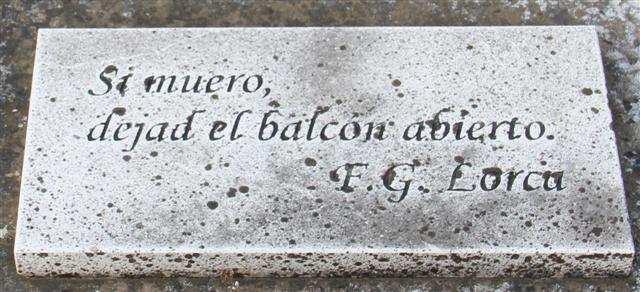 Si muero,
dejad el balcón abierto.
F.G. Lorca